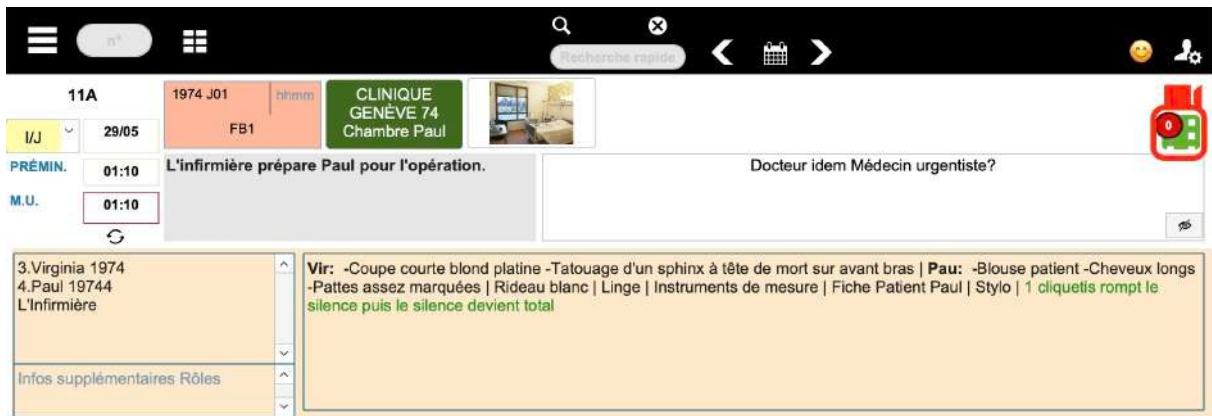 n°
Recherche rapide
11A
1974 J01
hhmm
FB1
CLINIQUE
GENÈVE 74
Chambre Paul
I/J
29/05
0
PRÉMIN.
01:10
L'infirmière prépare Paul pour l'opération.
Docteur idem Médecin urgentiste?
M.U.
01:10
3.Virginia 1974
4.Paul 19744
L'Infirmière
Vir: -Coupe courte blond platine -Tatouage d'un sphinx à tête de mort sur avant bras | Pau: -Blouse patient -Cheveux longs
-Pattes assez marquées | Rideau blanc | Linge | Instruments de mesure | Fiche Patient Paul | Stylo | 1 cliquetis rompt le
silence puis le silence devient total
Infos supplémentaires Rôles